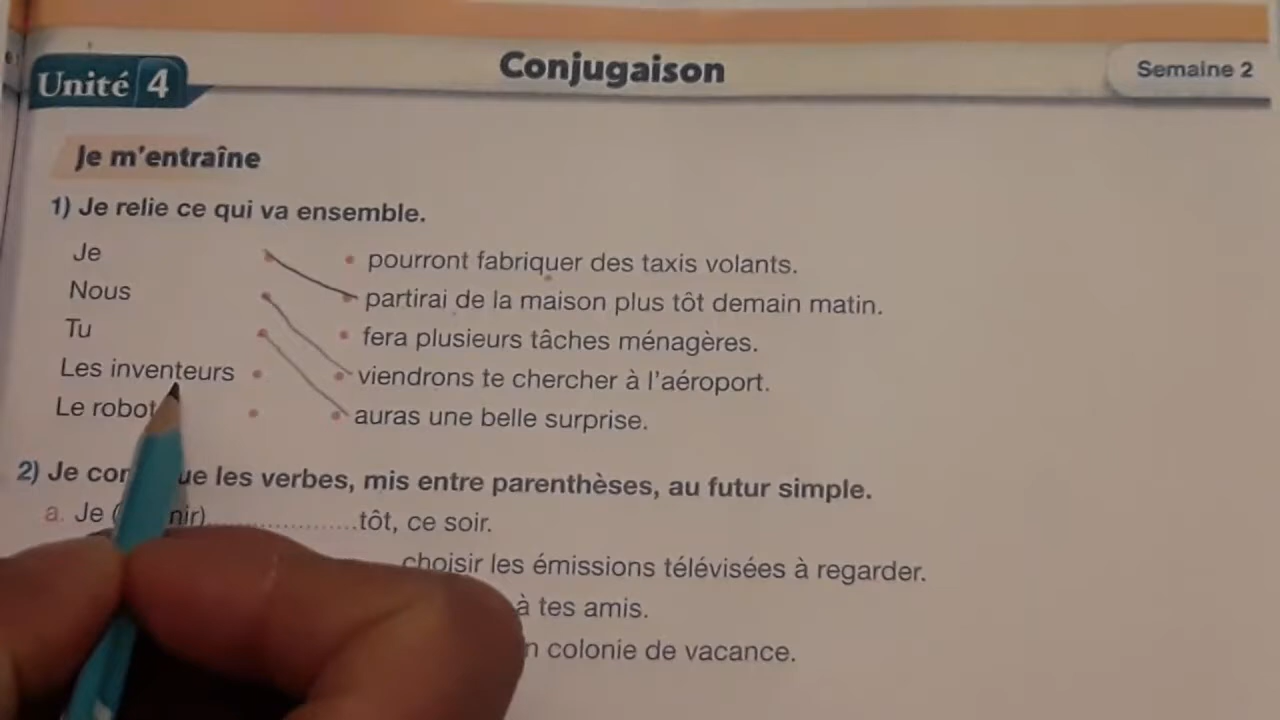 Unité 4
Conjugaison
Semaine 2
Je m'entraîne
1) Je relie ce qui va ensemble.
Je
pourront fabriquer des taxis volants.
Nous
partirai de la maison plus tôt demain matin.
Tu
fera plusieurs tâches ménagères.
Les inventeurs
viendrons te chercher à l'aéroport.
Le robot
auras une belle surprise.
2) Je les verbes, mis entre parenthèses, au futur simple.
a. Je ..................tôt, ce soir.
choisir les émissions télévisées à regarder.
à tes amis.
colonie de vacance.